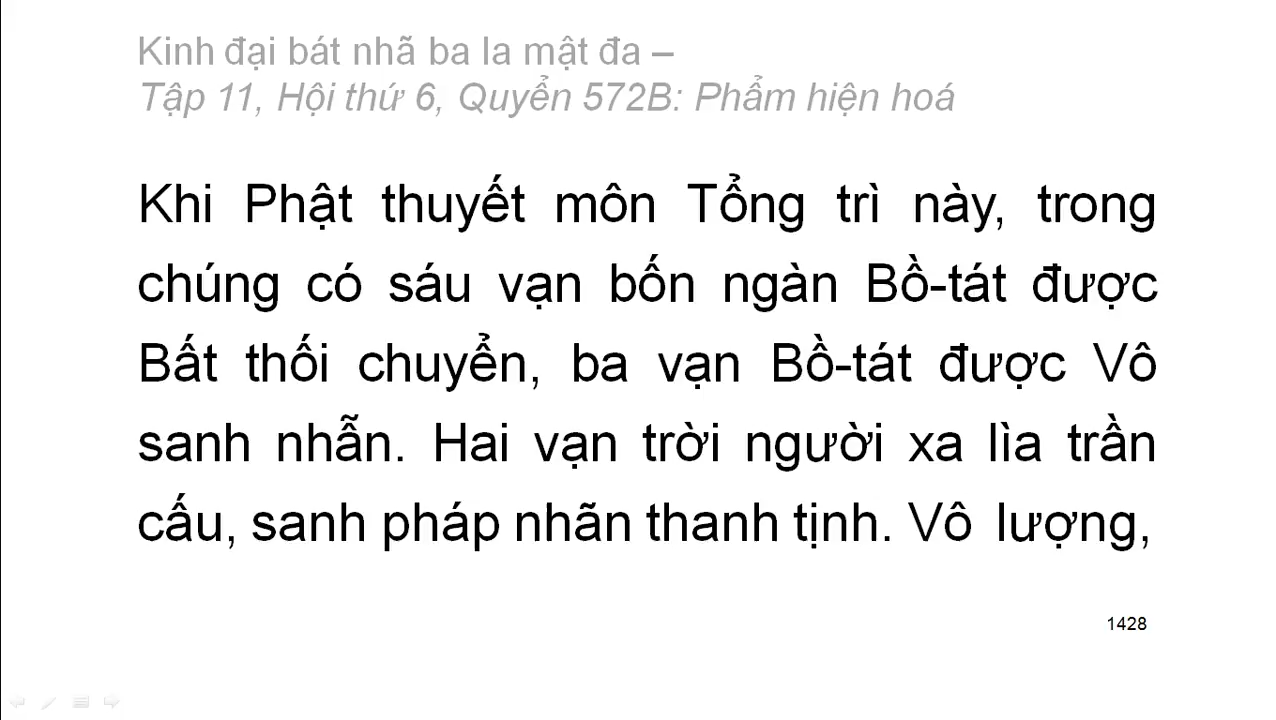 Kinh đại bát nhã ba la mật đa –
Tập 11, Hội thứ 6, Quyển 572B: Phẩm hiện hoá
Khi Phật thuyết môn Tổng trì này, trong
chúng có sáu vạn bốn ngàn Bồ-tát được
Bất thối chuyển, ba vạn Bồ-tát được Vô
sanh nhẫn. Hai vạn trời người xa lìa trần
cấu, sanh pháp nhãn thanh tịnh. Vô lượng,
1428